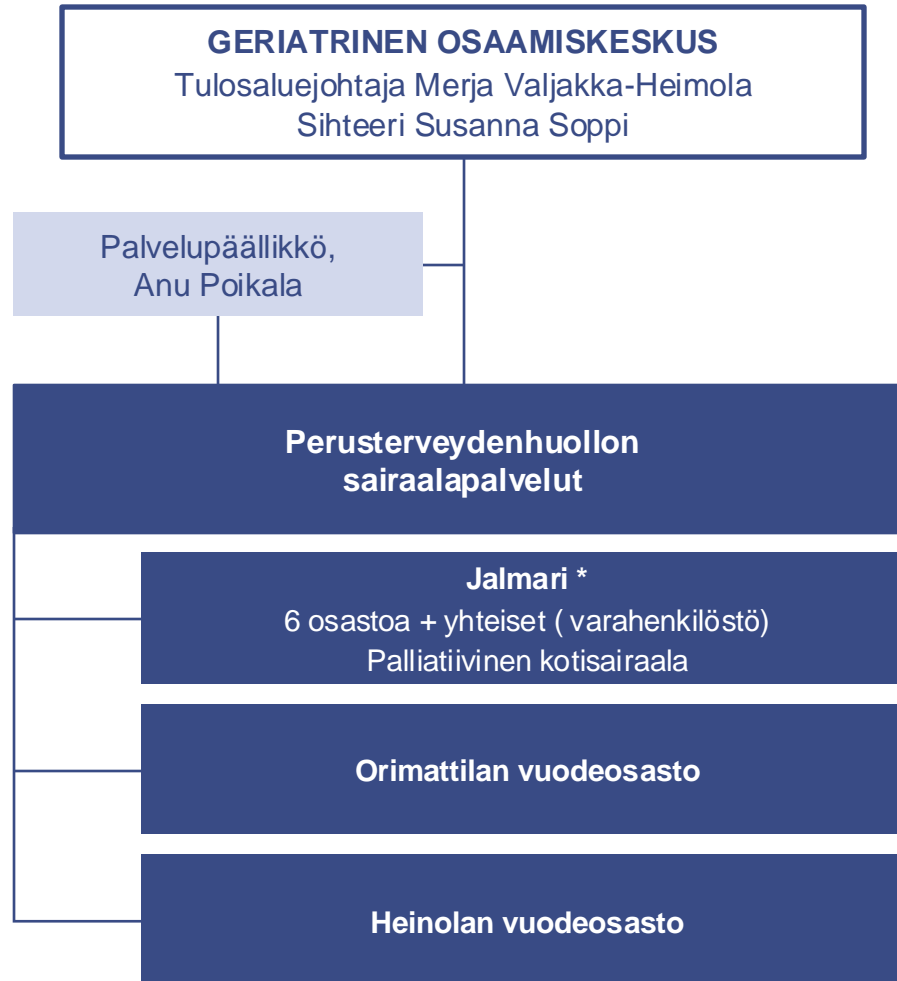 GERIATRINEN OSAAMISKESKUS
Tulosaluejohtaja Merja Valjakka-Heimola
Sihteeri Susanna Soppi
Palvelupäällikkö,
Anu Poikala
Perusterveydenhuollon
sairaalapalvelut
Jalmari *
6 osastoa + yhteiset ( varahenkilöstö)
Palliatiivinen kotisairaala
Orimattilan vuodeosasto
Heinolan vuodeosasto